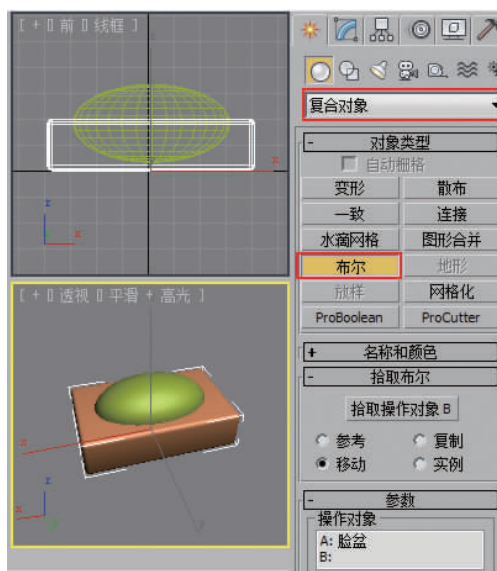 [ + ▯ 前 ▯ 线框 ]
z
x
z
x
[ + ▯ 透视 ▯ 平滑 + 高光 ]
x
z
x
y
y
复合对象
- 对象类型
自动栅格
变形 散布
一致 连接
水滴网格 图形合并
布尔 地形
放样 网格化
ProBoolean ProCutter
+ 名称和颜色
- 拾取布尔
拾取操作对象 B
参考 复制
移动 实例
- 参数
操作对象
A: 脸盆
B: